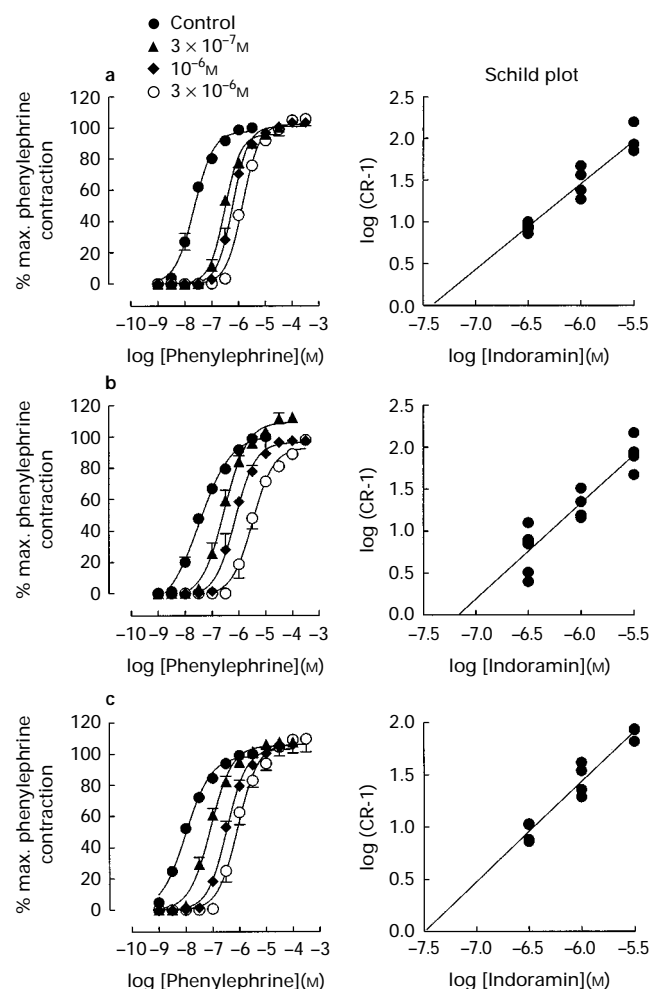 Control
3 × 10⁻⁷M
10⁻⁶M
3 × 10⁻⁶M
a
Schild plot
% max. phenylephrine
contraction
120
100
80
60
40
20
0
−10 −9 −8 −7 −6 −5 −4 −3
log [Phenylephrine](M)
log (CR-1)
2.5
2.0
1.5
1.0
0.5
0.0
−7.5 −7.0 −6.5 −6.0 −5.5
log [Indoramin](M)
b
% max. phenylephrine
contraction
120
100
80
60
40
20
0
−10 −9 −8 −7 −6 −5 −4 −3
log [Phenylephrine](M)
log (CR-1)
2.5
2.0
1.5
1.0
0.5
0.0
−7.5 −7.0 −6.5 −6.0 −5.5
log [Indoramin](M)
c
% max. phenylephrine
contraction
120
100
80
60
40
20
0
−10 −9 −8 −7 −6 −5 −4 −3
log [Phenylephrine](M)
log (CR-1)
2.0
1.5
1.0
0.5
0.0
−7.5 −7.0 −6.5 −6.0 −5.5
log [Indoramin](M)